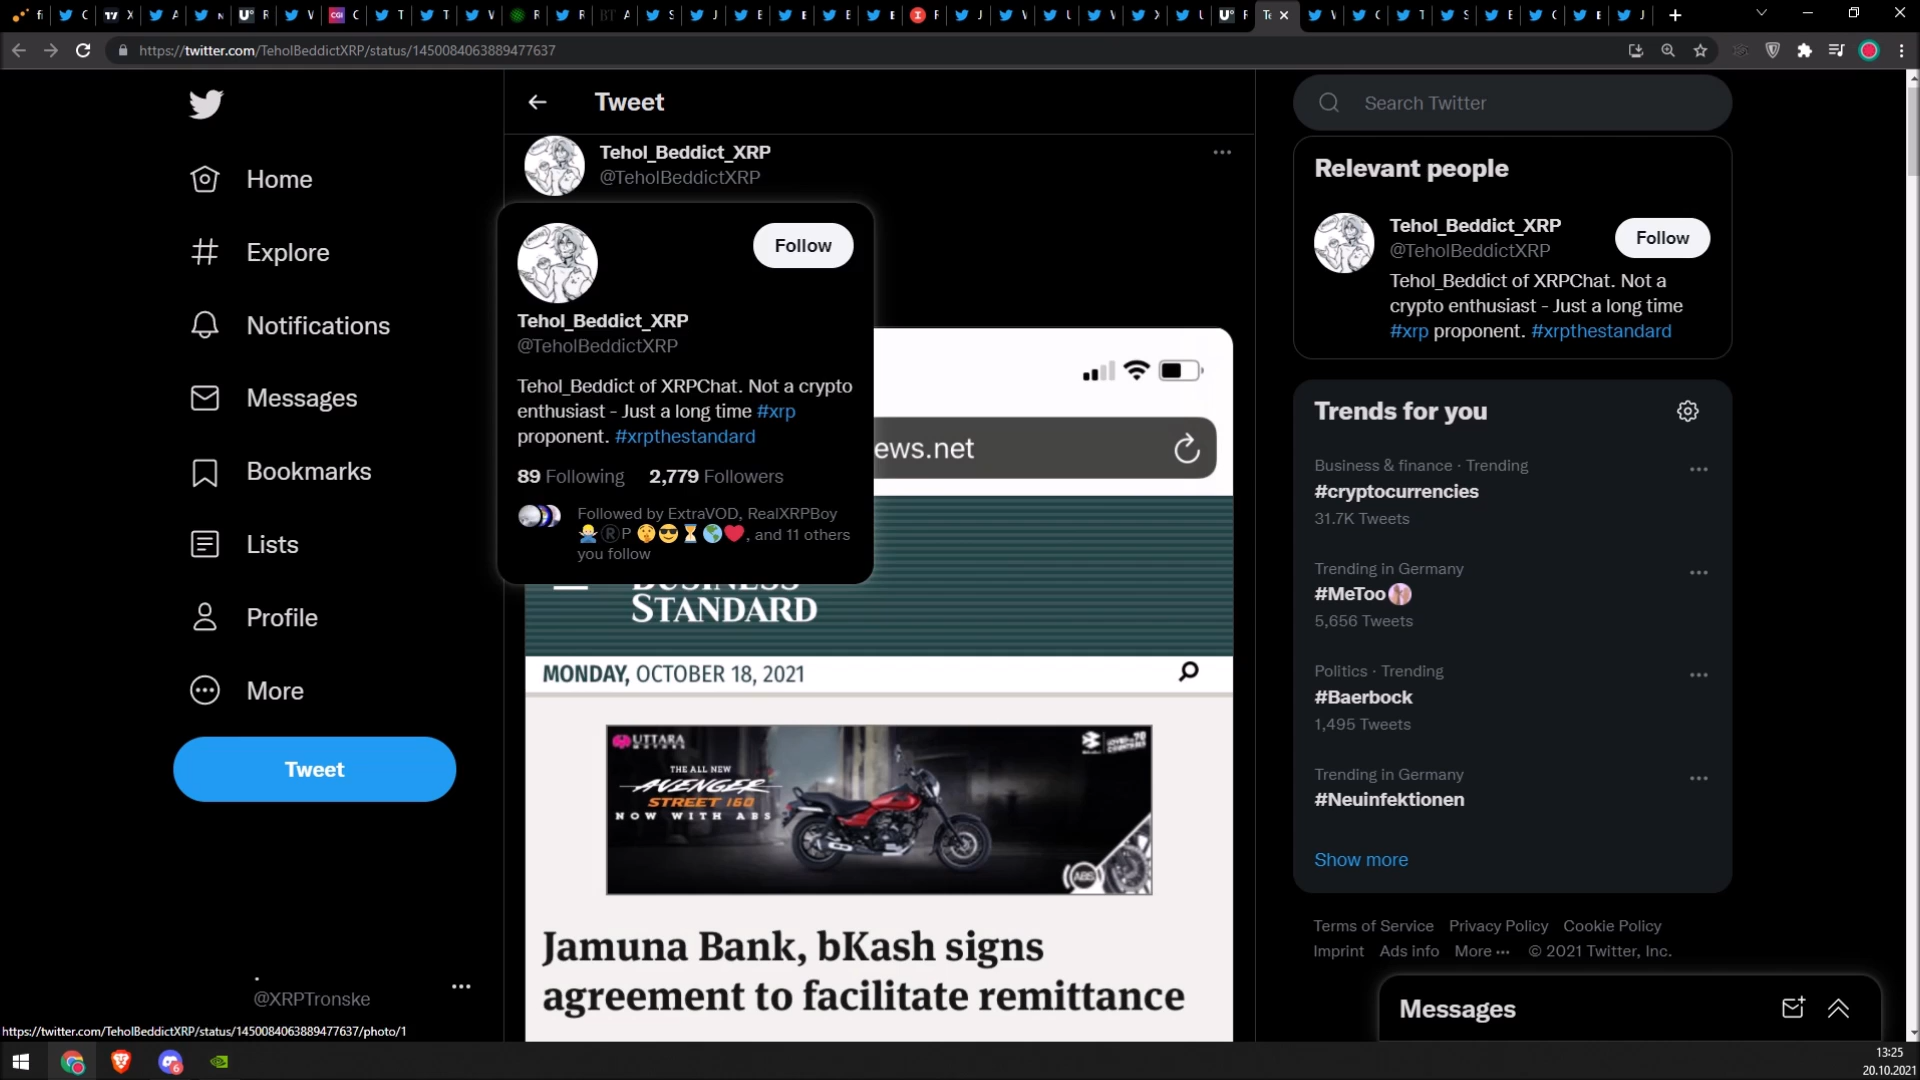 https://twitter.com/TeholBeddictXRP/status/1450084063889477637
Home
Explore
Notifications
Messages
Bookmarks
Lists
Profile
More
Tweet
.
@XRPTronske
Tweet
Tehol_Beddict_XRP
@TeholBeddictXRP
Follow
Tehol_Beddict_XRP
@TeholBeddictXRP
Tehol_Beddict of XRPChat. Not a crypto
enthusiast - Just a long time #xrp
proponent. #xrpthestandard
89 Following 2,779 Followers
Followed by ExtraVOD, RealXRPBoy
🙅‍♂️ⓇP 🤫😎⏳🌎❤️, and 11 others
you follow
ews.net
BUSINESS
STANDARD
MONDAY, OCTOBER 18, 2021
UTTARA
MOTORS
THE ALL NEW
AVENGER
STREET 160
NOW WITH ABS
ABS
Jamuna Bank, bKash signs
agreement to facilitate remittance
Search Twitter
Relevant people
Tehol_Beddict_XRP
@TeholBeddictXRP
Follow
Tehol_Beddict of XRPChat. Not a
crypto enthusiast - Just a long time
#xrp proponent. #xrpthestandard
Trends for you
Business & finance · Trending
#cryptocurrencies
31.7K Tweets
Trending in Germany
#MeToo
5,656 Tweets
Politics · Trending
#Baerbock
1,495 Tweets
Trending in Germany
#Neuinfektionen
Show more
Terms of Service Privacy Policy Cookie Policy
Imprint Ads info More ··· © 2021 Twitter, Inc.
Messages
https://twitter.com/TeholBeddictXRP/status/1450084063889477637/photo/1
13:25
20.10.2021